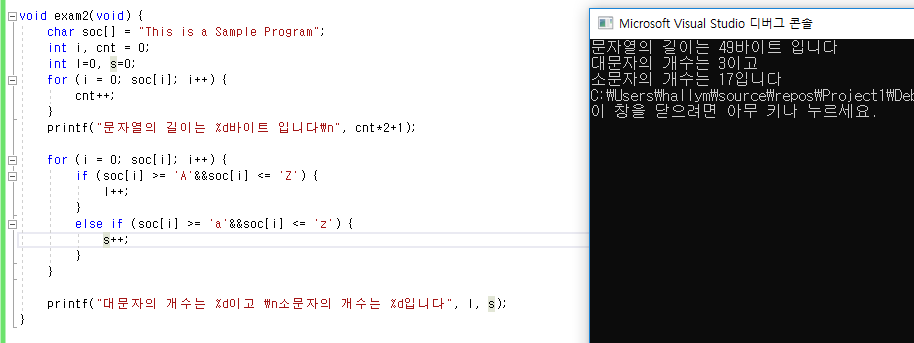 void exam2(void) {
char soc[] = "This is a Sample Program";
int i, cnt = 0;
int l=0, s=0;
for (i = 0; soc[i]; i++) {
cnt++;
}
printf("문자열의 길이는 %d바이트 입니다₩n", cnt*2+1);
for (i = 0; soc[i]; i++) {
if (soc[i] >= 'A'&&soc[i] <= 'Z') {
l++;
}
else if (soc[i] >= 'a'&&soc[i] <= 'z') {
s++;
}
}
printf("대문자의 개수는 %d이고 ₩n소문자의 개수는 %d입니다", l, s);
}
Microsoft Visual Studio 디버그 콘솔
문자열의 길이는 49바이트 입니다
대문자의 개수는 3이고
소문자의 개수는 17입니다
C:₩Users₩hallym₩source₩repos₩Project1₩Deb
이 창을 닫으려면 아무 키나 누르세요.